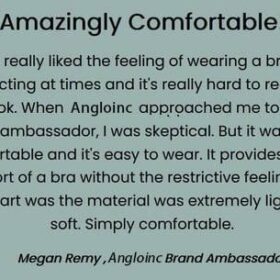 Amazingly Comfortable
really liked the feeling of wearing a br
cting at times and it's really hard to re
ok. When Angloinc approached me to
ambassador, I was skeptical. But it wa
rtable and it's easy to wear. It provides
ort of a bra without the restrictive feelin
art was the material was extremely lig
soft. Simply comfortable.
Megan Remy , Angloinc Brand Ambassado